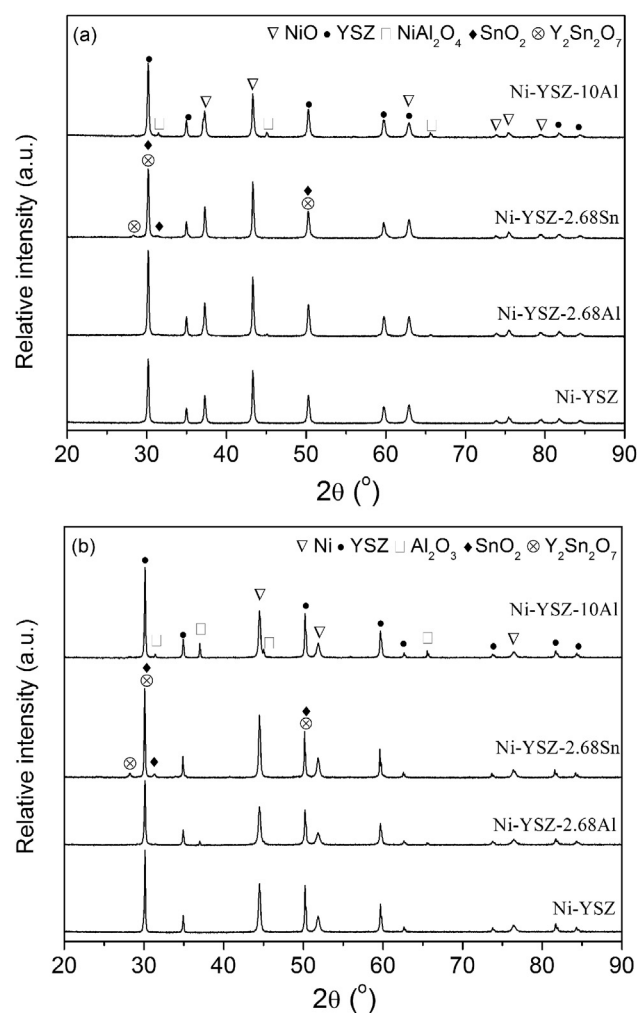 (a) ▽ NiO ● YSZ □ NiAl₂O₄ ◆ SnO₂ ⊗ Y₂Sn₂O₇
Relative intensity (a.u.)
Ni-YSZ-10Al
Ni-YSZ-2.68Sn
Ni-YSZ-2.68Al
Ni-YSZ
20 30 40 50 60 70 80 90
2θ (°)
(b) ▽ Ni ● YSZ □ Al₂O₃ ◆ SnO₂ ⊗ Y₂Sn₂O₇
Relative intensity (a.u.)
Ni-YSZ-10Al
Ni-YSZ-2.68Sn
Ni-YSZ-2.68Al
Ni-YSZ
20 30 40 50 60 70 80 90
2θ (°)